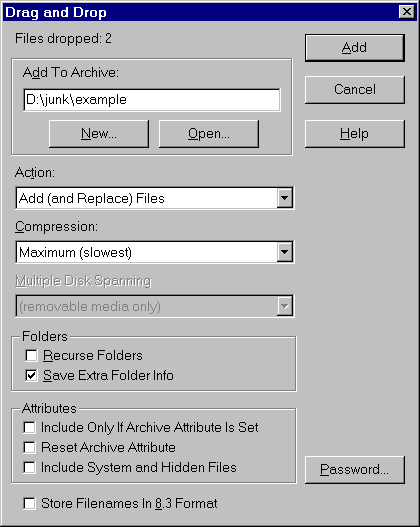 Drag and Drop
Files dropped: 2
Add
Add To Archive:
Cancel
D:\junk\example
New...
Open...
Help
Action:
Add (and Replace) Files
Compression:
Maximum (slowest)
Multiple Disk Spanning
(removable media only)
Folders
Recurse Folders
Save Extra Folder Info
Attributes
Include Only If Archive Attribute Is Set
Reset Archive Attribute
Include System and Hidden Files
Password...
Store Filenames In 8.3 Format